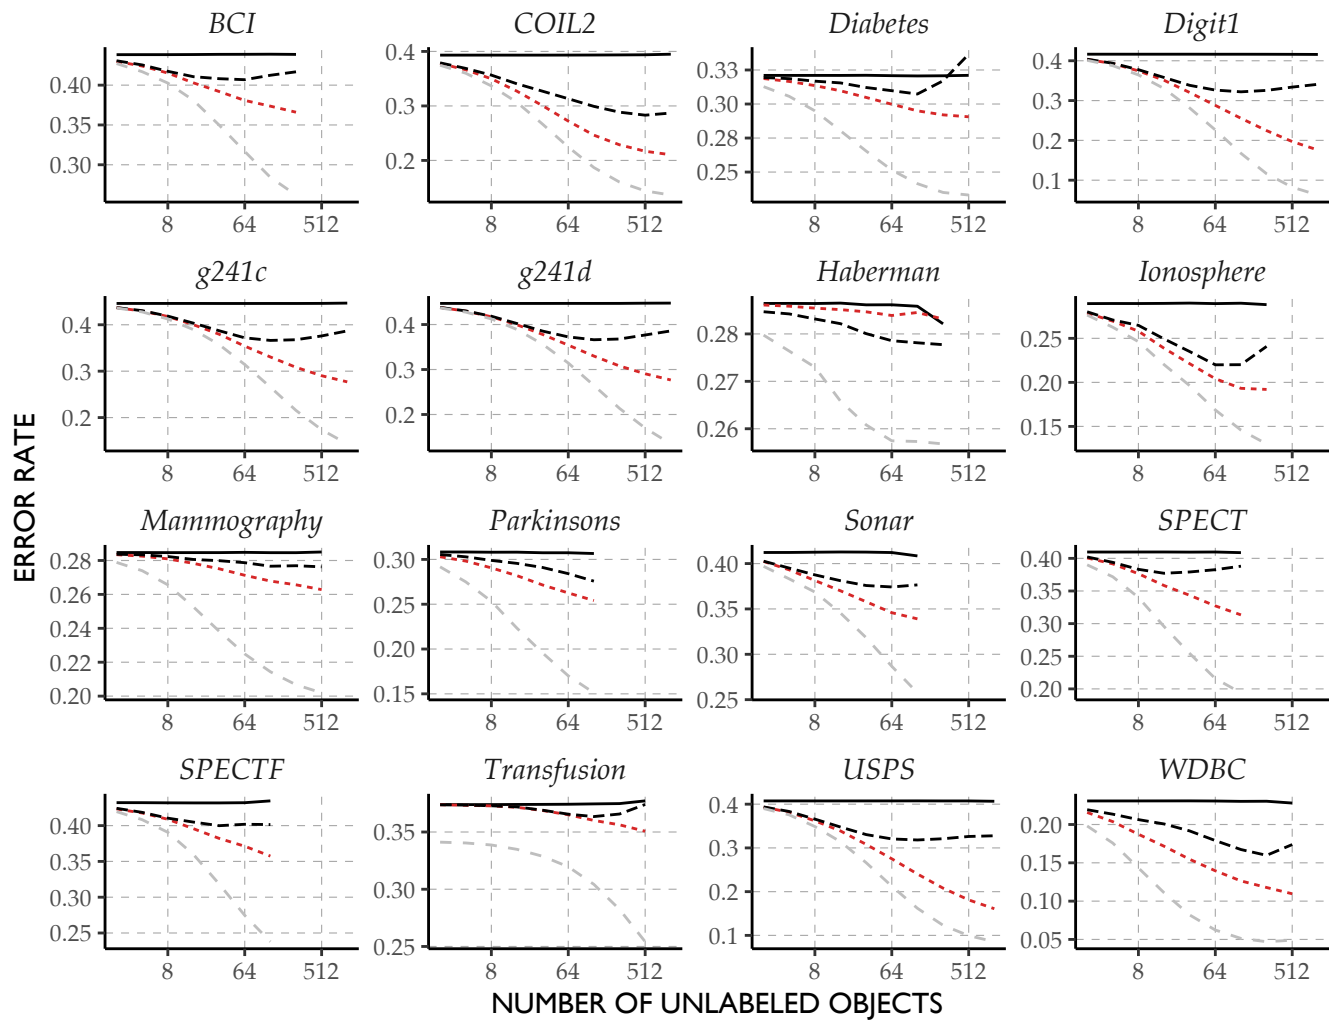 BCI COIL2 Diabetes Digit1
0.40 0.35 0.30
0.4 0.3 0.2
0.33 0.30 0.28 0.25
0.4 0.3 0.2 0.1
8 64 512 8 64 512 8 64 512 8 64 512
g241c g241d Haberman Ionosphere
0.4 0.3 0.2
0.4 0.3 0.2
0.28 0.27 0.26
0.25 0.20 0.15
8 64 512 8 64 512 8 64 512 8 64 512
ERROR RATE
Mammography Parkinsons Sonar SPECT
0.28 0.26 0.24 0.22 0.20
0.30 0.25 0.20 0.15
0.40 0.35 0.30 0.25
0.40 0.35 0.30 0.25 0.20
8 64 512 8 64 512 8 64 512 8 64 512
SPECTF Transfusion USPS WDBC
0.40 0.35 0.30 0.25
0.35 0.30 0.25
0.4 0.3 0.2 0.1
0.20 0.15 0.10 0.05
8 64 512 8 64 512 8 64 512 8 64 512
NUMBER OF UNLABELED OBJECTS